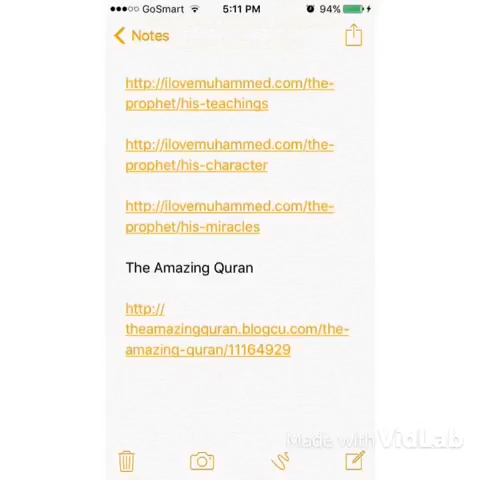 GoSmart 5:11 PM 94%
Notes
http://ilovemuhammed.com/the-
prophet/his-teachings
http://ilovemuhammed.com/the-
prophet/his-character
http://ilovemuhammed.com/the-
prophet/his-miracles
The Amazing Quran
http://
theamazingquran.blogcu.com/the-
amazing-quran/11164929
Made with VidLab